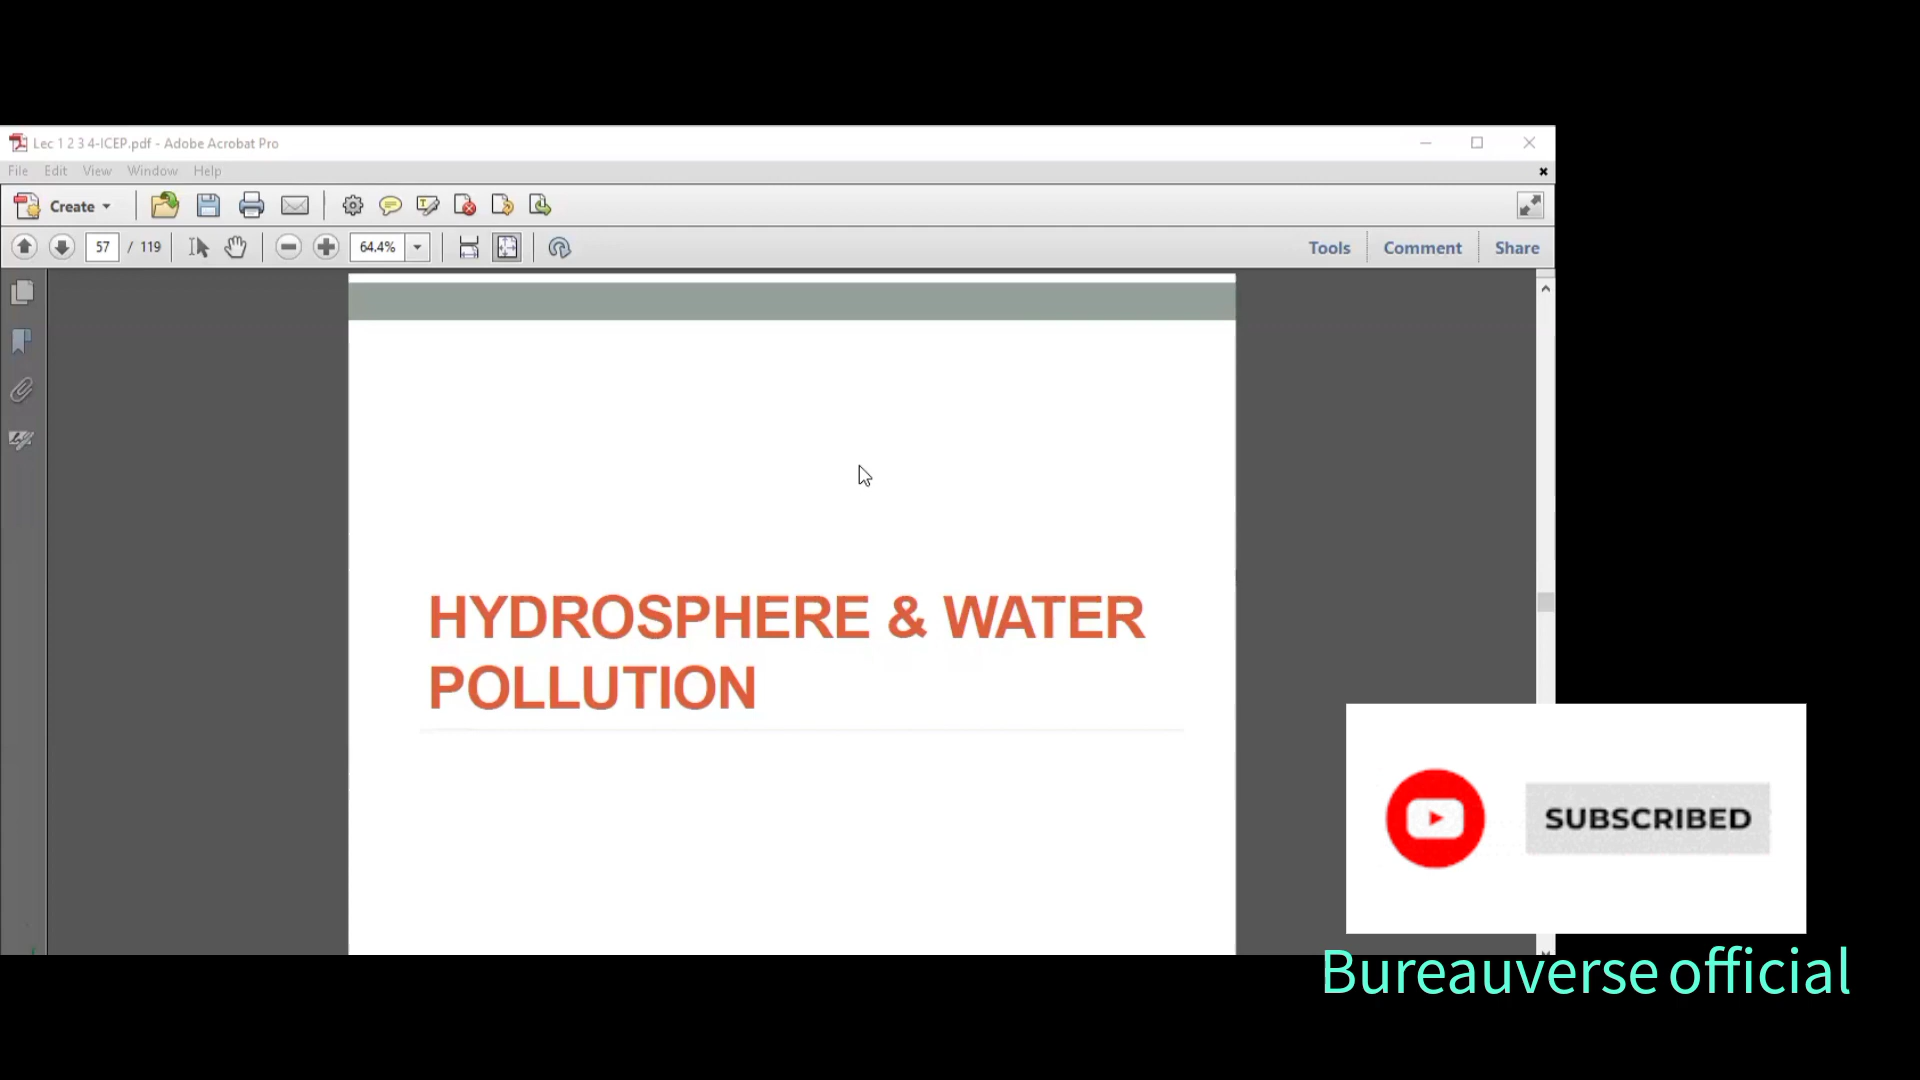 Lec 1 2 3 4-ICEP.pdf - Adobe Acrobat Pro
File Edit View Window Help
Create
57 / 119 64.4% Tools Comment Share
HYDROSPHERE & WATER
POLLUTION
SUBSCRIBED
Bureauverse official